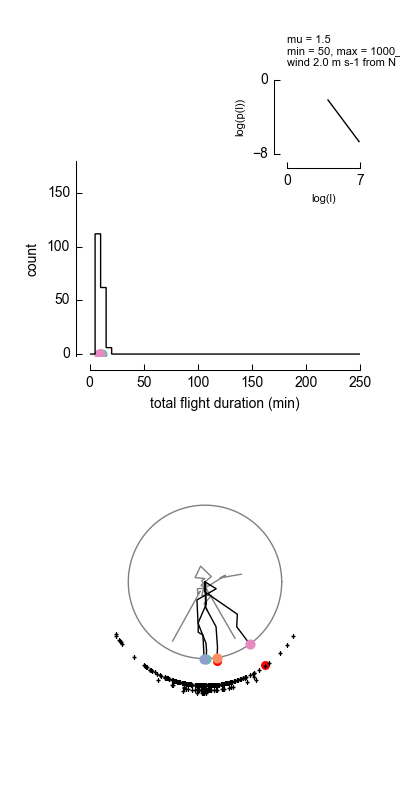 mu = 1.5
min = 50, max = 1000_
wind 2.0 m s-1 from N
0
log(p(l))
−8
0
7
log(l)
150
100
50
0
count
0
50
100
150
200
250
total flight duration (min)